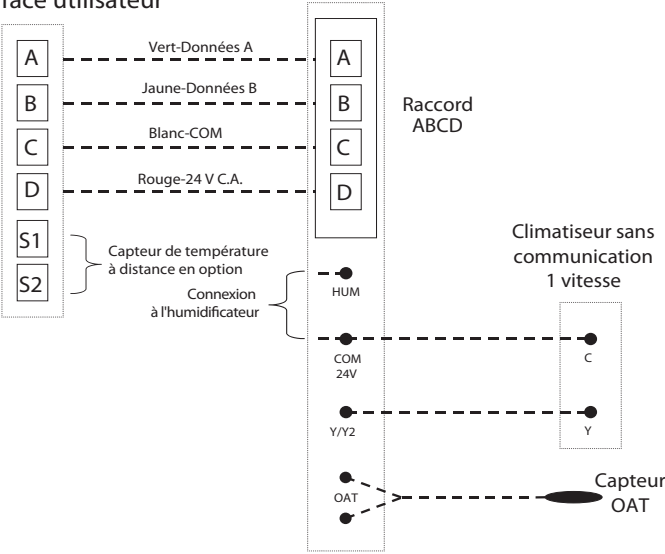 face utilisateur
A
Vert-Données A
A
B
Jaune-Données B
B
Raccord
ABCD
C
Blanc-COM
C
D
Rouge-24 V C.A.
D
S1
S2
Capteur de température
à distance en option
Connexion
à l'humidificateur
HUM
Climatiseur sans
communication
1 vitesse
COM
24V
C
Y/Y2
Y
OAT
Capteur
OAT